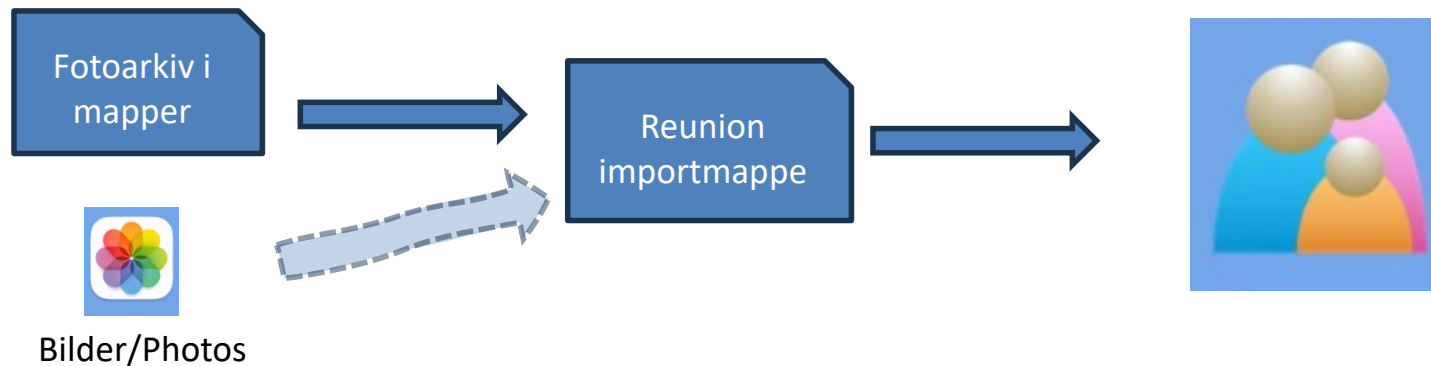 Fotoarkiv i
mapper
Reunion
importmappe
Bilder/Photos